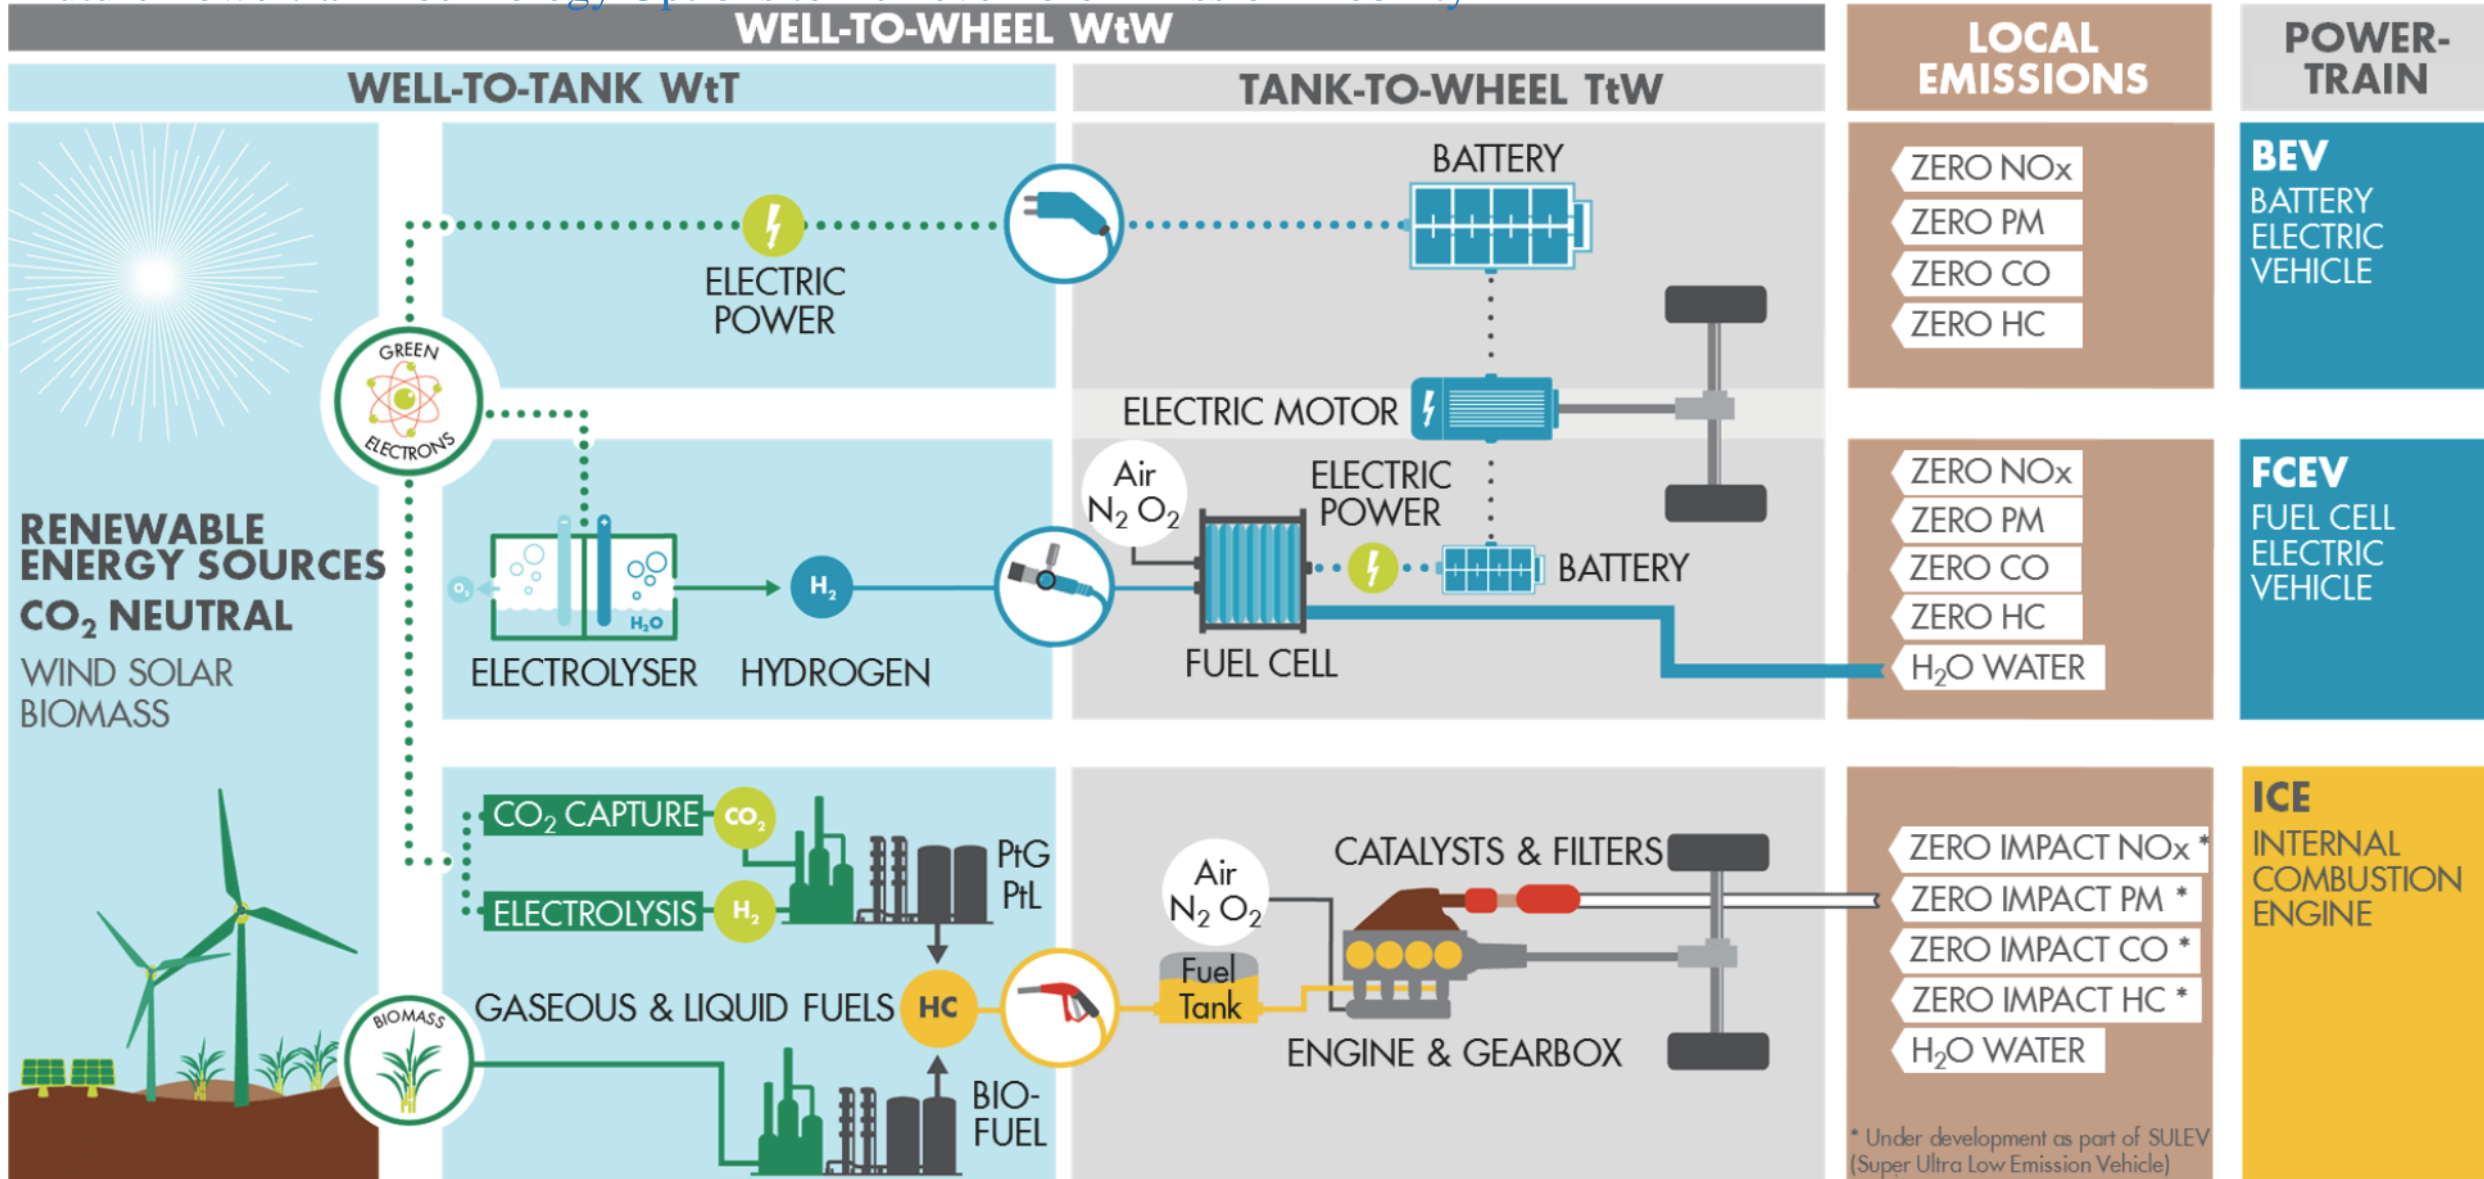 WELL-TO-WHEEL WtW
LOCAL
EMISSIONS
POWER-
TRAIN
WELL-TO-TANK WtT
TANK-TO-WHEEL TtW
GREEN
ELECTRONS
RENEWABLE
ENERGY SOURCES
CO₂ NEUTRAL
WIND SOLAR
BIOMASS
BIOMASS
ELECTRIC
POWER
BATTERY
ELECTRIC MOTOR
ZERO NOx
ZERO PM
ZERO CO
ZERO HC
BEV
BATTERY
ELECTRIC
VEHICLE
O₂
H₂O
ELECTROLYSER
H₂
HYDROGEN
Air
N₂ O₂
FUEL CELL
ELECTRIC
POWER
BATTERY
ZERO NOx
ZERO PM
ZERO CO
ZERO HC
H₂O WATER
FCEV
FUEL CELL
ELECTRIC
VEHICLE
CO₂ CAPTURE
CO₂
ELECTROLYSIS
H₂
PtG
PtL
GASEOUS & LIQUID FUELS
HC
BIO-
FUEL
Air
N₂ O₂
Fuel
Tank
CATALYSTS & FILTERS
ENGINE & GEARBOX
ZERO IMPACT NOx *
ZERO IMPACT PM *
ZERO IMPACT CO *
ZERO IMPACT HC *
H₂O WATER
* Under development as part of SULEV
(Super Ultra Low Emission Vehicle)
ICE
INTERNAL
COMBUSTION
ENGINE